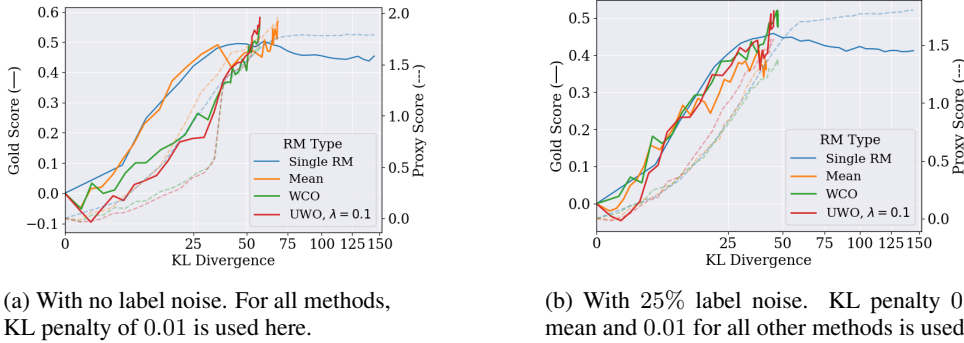 0.6
0.5
0.4
0.3
0.2
0.1
0.0
−0.1
Gold Score (—)
2.0
1.5
1.0
0.5
0.0
Proxy Score (---)
RM Type
Single RM
Mean
WCO
UWO, λ = 0.1
0 25 50 75 100 125 150
KL Divergence
0.5
0.4
0.3
0.2
0.1
0.0
Gold Score (—)
1.5
1.0
0.5
0.0
Proxy Score (---)
RM Type
Single RM
Mean
WCO
UWO, λ = 0.1
0 25 50 75 100 125 150
KL Divergence
(a) With no label noise. For all methods,
KL penalty of 0.01 is used here.
(b) With 25% label noise. KL penalty 0
mean and 0.01 for all other methods is used